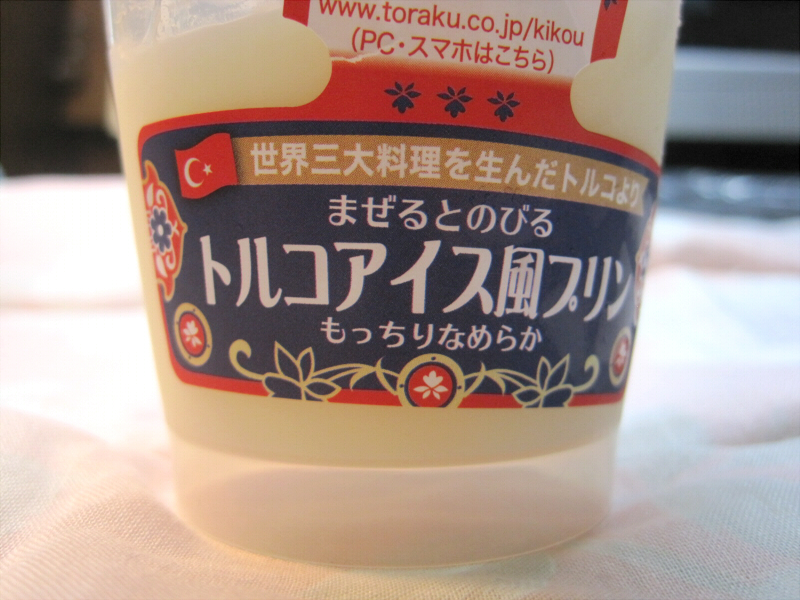 www.toraku.co.jp/kikou
(PC・スマホはこちら)
世界三大料理を生んだトルコより
まぜるとのびる
トルコアイス風プリン
もっちりなめらか